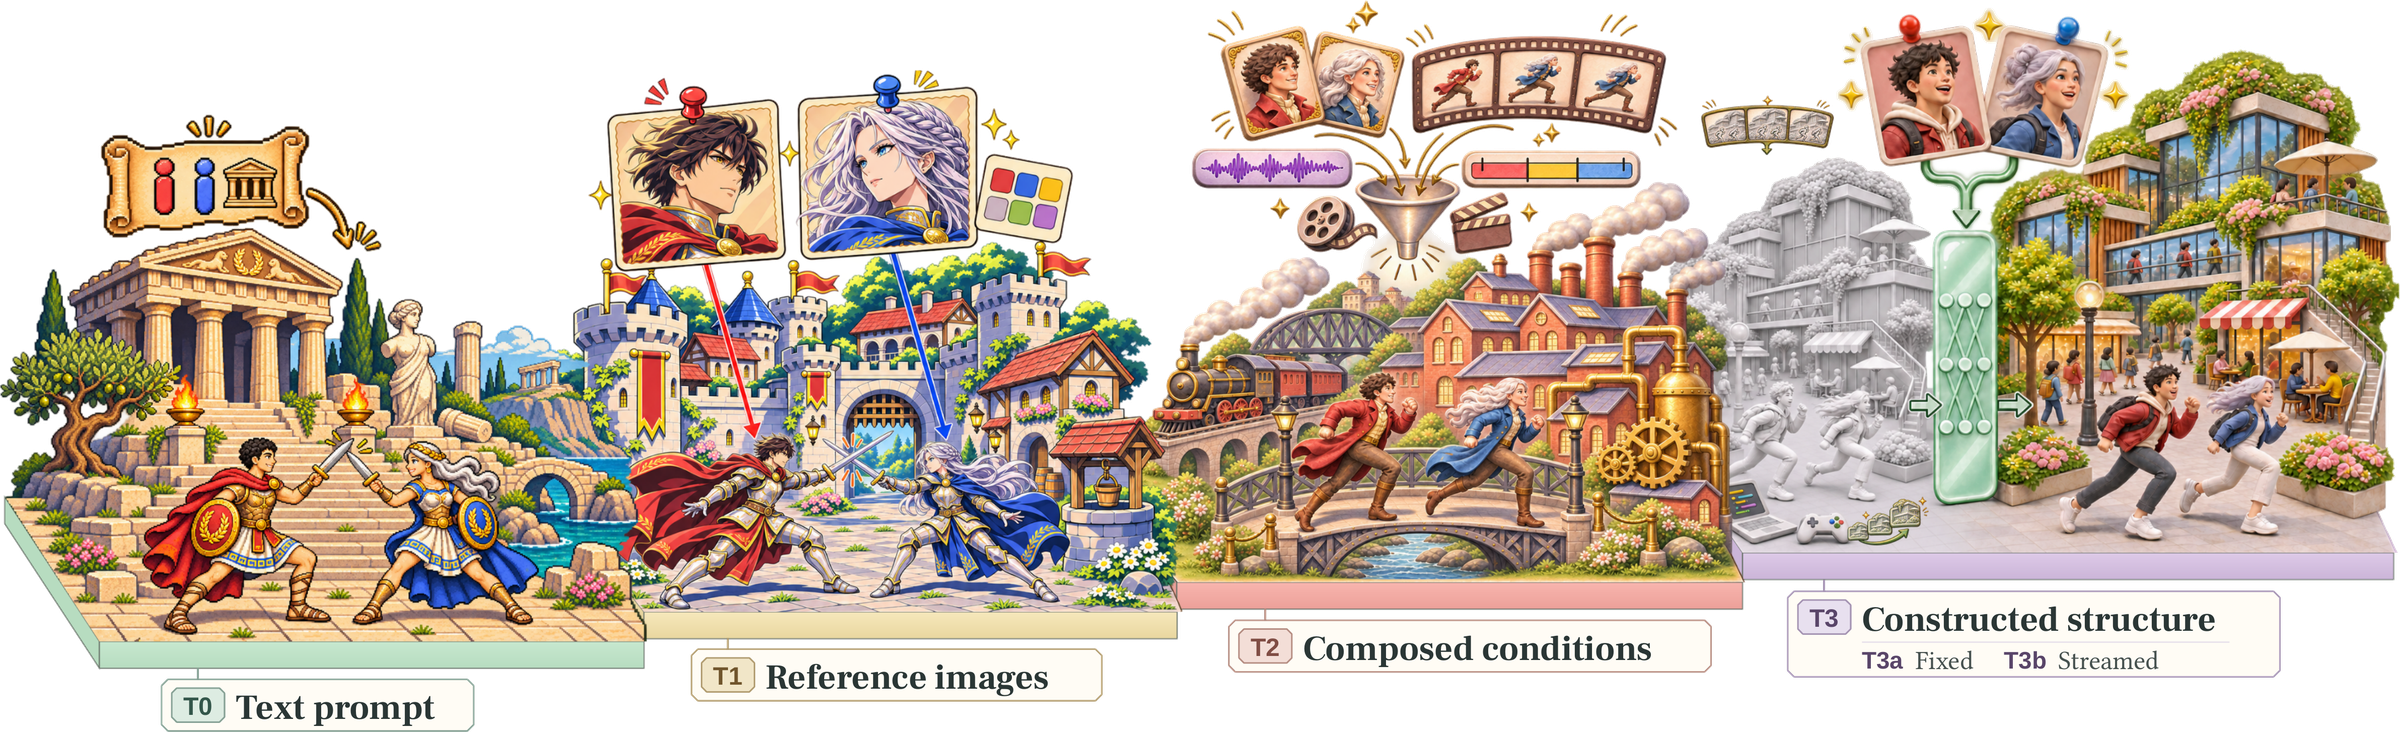 T0 Text prompt
T1 Reference images
T2 Composed conditions
T3 Constructed structure
T3a Fixed T3b Streamed